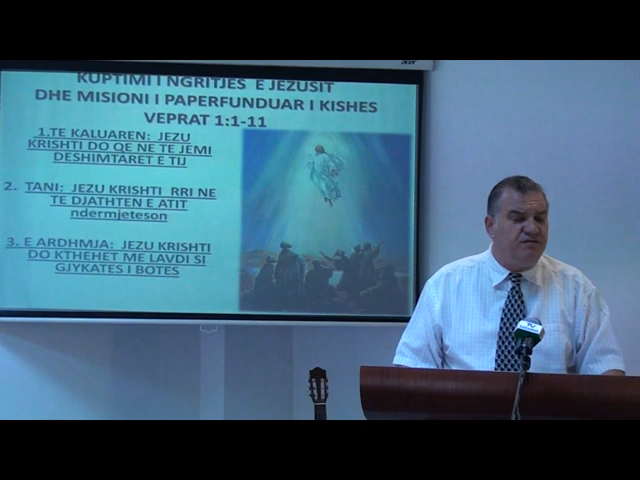 acer
KUPTIMI I NGRITJES E JEZUSIT
DHE MISIONI I PAPERFUNDUAR I KISHES
VEPRAT 1:1-11
1.TE KALUAREN: JEZU
KRISHTI DO QE NE TE JEMI
DESHIMTARET E TIJ
2. TANI: JEZU KRISHTI RRI NE
TE DJATHTEN E ATIT
ndermjeteson
3. E ARDHMJA: JEZU KRISHTI
DO KTHEHET ME LAVDI SI
GJYKATES I BOTES